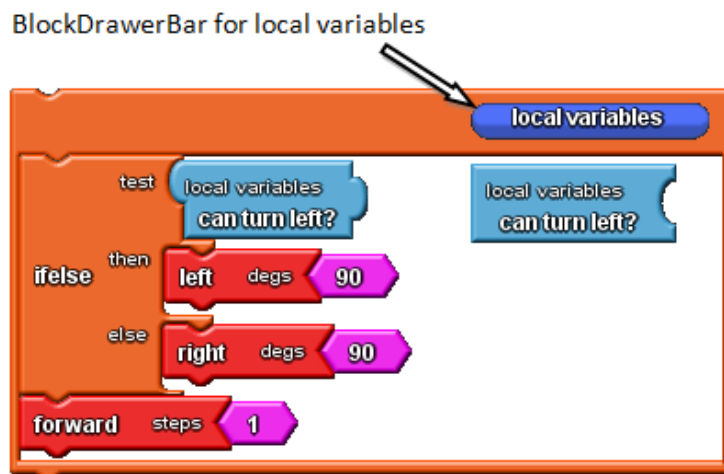 BlockDrawerBar for local variables
local variables
test
local variables
can turn left?
local variables
can turn left?
ifelse
then
left degs 90
else
right degs 90
forward steps 1